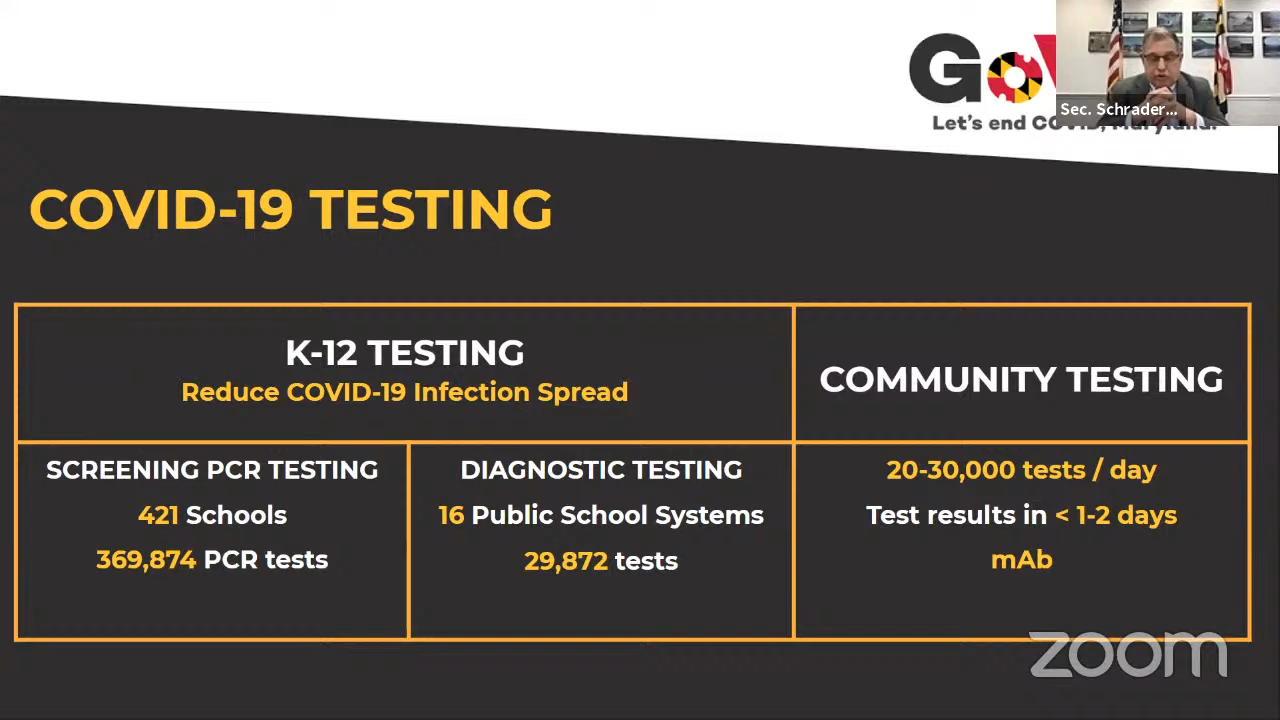 Go
Sec. Schrader...
Let's end COVID, Maryland.
COVID-19 TESTING
K-12 TESTING
Reduce COVID-19 Infection Spread
COMMUNITY TESTING
SCREENING PCR TESTING
421 Schools
369,874 PCR tests
DIAGNOSTIC TESTING
16 Public School Systems
29,872 tests
20-30,000 tests / day
Test results in < 1-2 days
mAb
zoom